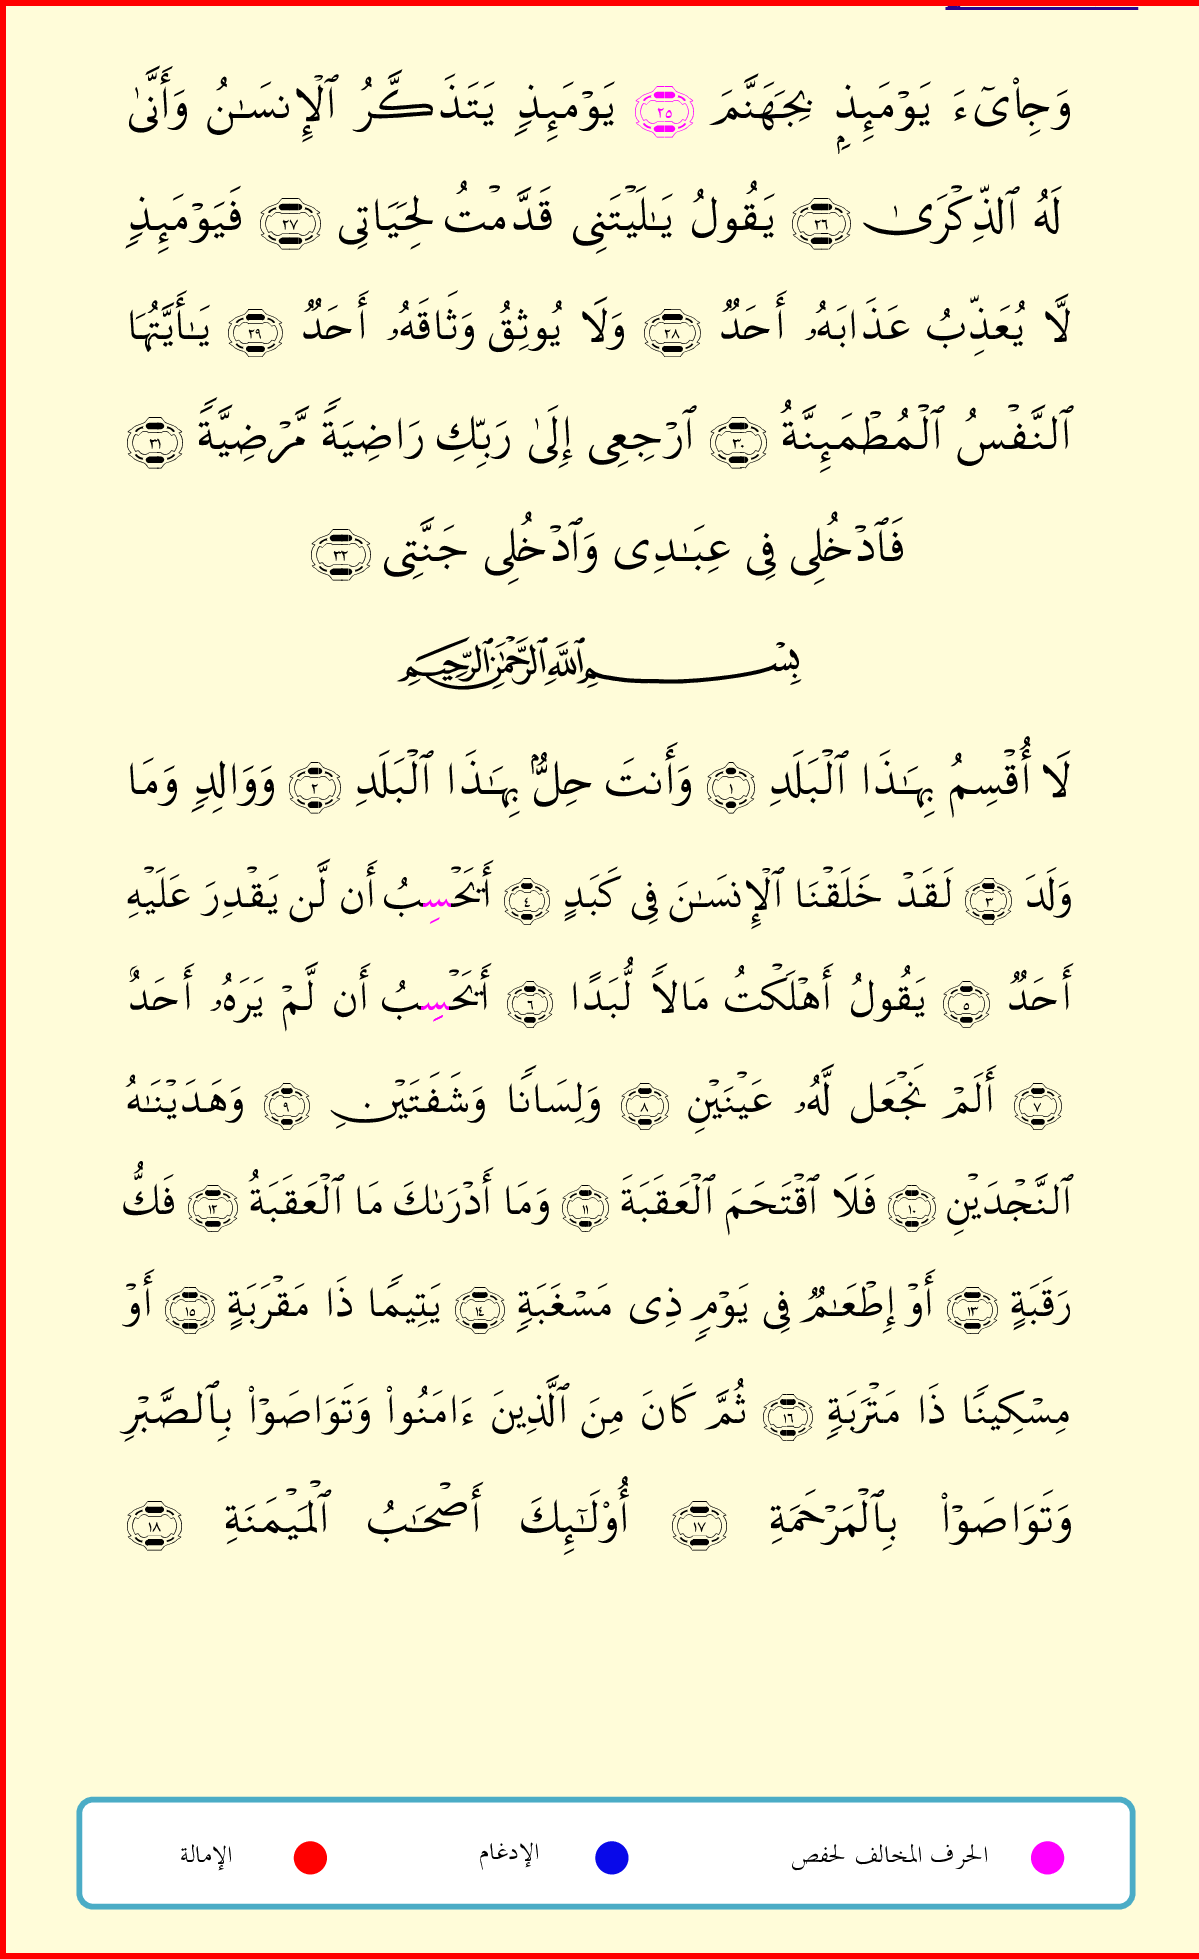 وَجِا۟ىٓءَ يَوْمَئِذٍۭ بِجَهَنَّمَ ٢٥ يَوْمَئِذٍ يَتَذَكَّرُ ٱلْإِنسَـٰنُ وَأَنَّىٰ
لَهُ ٱلذِّكْرَىٰ ٢٦ يَقُولُ يَـٰلَيْتَنِى قَدَّمْتُ لِحَيَاتِى ٢٧ فَيَوْمَئِذٍ
لَّا يُعَذِّبُ عَذَابَهُۥ أَحَدٌ ٢٨ وَلَا يُوثِقُ وَثَاقَهُۥ أَحَدٌ ٢٩ يَـٰأَيَّتُهَا
ٱلنَّفْسُ ٱلْمُطْمَئِنَّةُ ٣٠ ٱرْجِعِى إِلَىٰ رَبِّكِ رَاضِيَةً مَّرْضِيَّةً ٣١
فَٱدْخُلِى فِى عِبَـٰدِى وَٱدْخُلِى جَنَّتِى ٣٢
بِسْمِ ٱللَّهِ ٱلرَّحْمَـٰنِ ٱلرَّحِيمِ
لَا أُقْسِمُ بِهَـٰذَا ٱلْبَلَدِ ١ وَأَنتَ حِلٌّۢ بِهَـٰذَا ٱلْبَلَدِ ٢ وَوَالِدٍ وَمَا
وَلَدَ ٣ لَقَدْ خَلَقْنَا ٱلْإِنسَـٰنَ فِى كَبَدٍ ٤ أَيَحْسِبُ أَن لَّن يَقْدِرَ عَلَيْهِ
أَحَدٌ ٥ يَقُولُ أَهْلَكْتُ مَالًا لُّبَدًا ٦ أَيَحْسِبُ أَن لَّمْ يَرَهُۥ أَحَدٌ
٧ أَلَمْ نَجْعَل لَّهُۥ عَيْنَيْنِ ٨ وَلِسَانًا وَشَفَتَيْنِ ٩ وَهَدَيْنَـٰهُ
ٱلنَّجْدَيْنِ ١٠ فَلَا ٱقْتَحَمَ ٱلْعَقَبَةَ ١١ وَمَا أَدْرَىٰكَ مَا ٱلْعَقَبَةُ ١٢ فَكُّ
رَقَبَةٍ ١٣ أَوْ إِطْعَـٰمٌ فِى يَوْمٍ ذِى مَسْغَبَةٍ ١٤ يَتِيمًا ذَا مَقْرَبَةٍ ١٥ أَوْ
مِسْكِينًا ذَا مَتْرَبَةٍ ١٦ ثُمَّ كَانَ مِنَ ٱلَّذِينَ ءَامَنُوا۟ وَتَوَاصَوْا۟ بِٱلصَّبْرِ
وَتَوَاصَوْا۟ بِٱلْمَرْحَمَةِ ١٧ أُو۟لَـٰٓئِكَ أَصْحَـٰبُ ٱلْمَيْمَنَةِ ١٨
الحرف المخالف لحفص الإدغام الإمالة